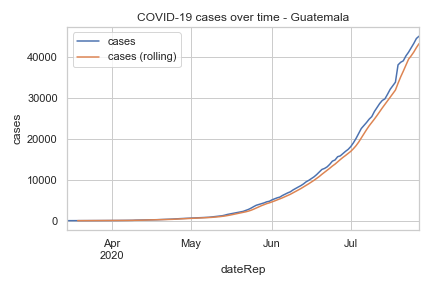 COVID-19 cases over time - Guatemala
cases
cases (rolling)
40000
30000
20000
10000
0
cases
Apr
2020
May
Jun
Jul
dateRep